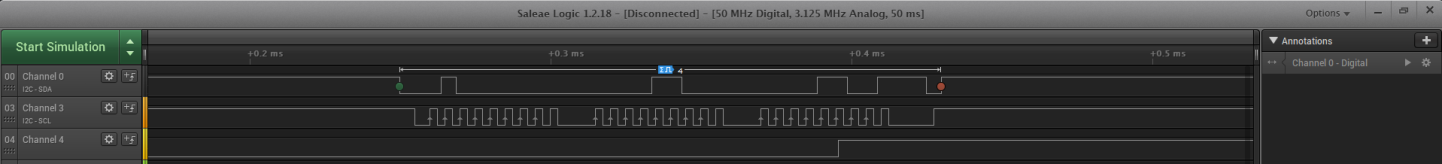 Saleae Logic 1.2.18 - [Disconnected] - [50 MHz Digital, 3.125 MHz Analog, 50 ms]
Options
Start Simulation
+0.2 ms +0.3 ms +0.4 ms +0.5 ms
Annotations
00 Channel 0
I2C - SDA
4
Channel 0 - Digital
03 Channel 3
I2C - SCL
04 Channel 4